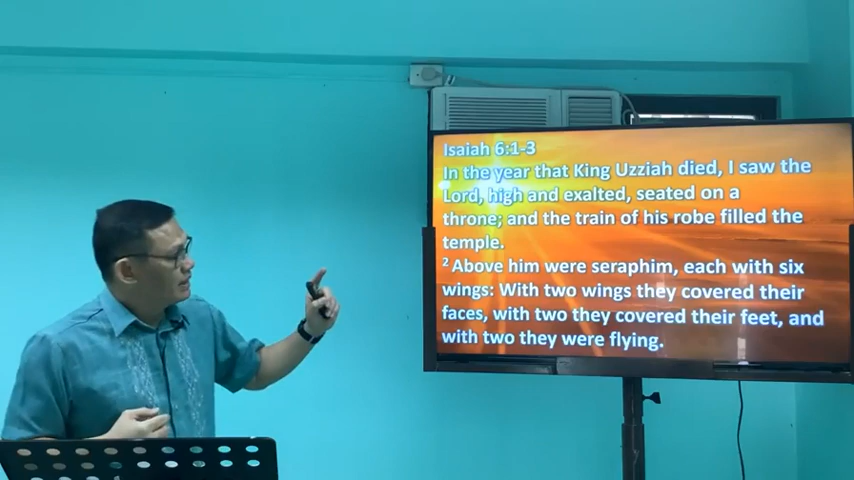 Isaiah 6:1-3
In the year that King Uzziah died, I saw the
Lord, high and exalted, seated on a
throne; and the train of his robe filled the
temple.
2 Above him were seraphim, each with six
wings: With two wings they covered their
faces, with two they covered their feet, and
with two they were flying.